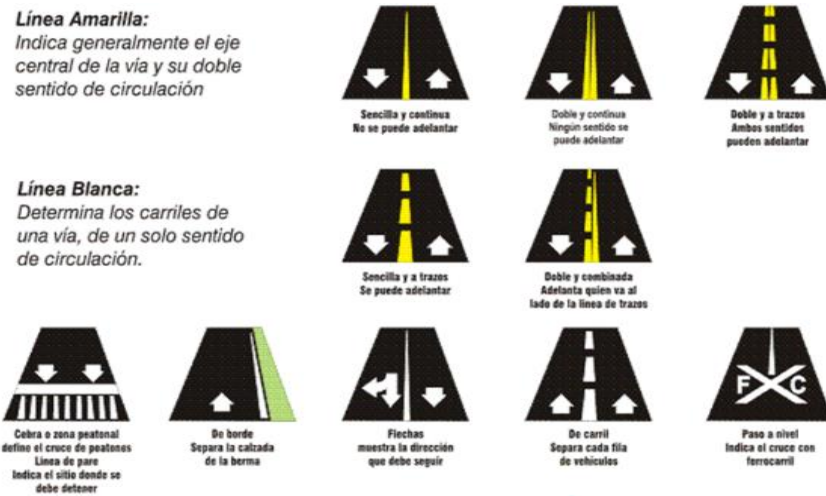 Línea Amarilla:
Indica generalmente el eje
central de la vía y su doble
sentido de circulación
Sencilla y continua
No se puede adelantar
Doble y continua
Ningún sentido se
puede adelantar
Doble y a trazos
Ambos sentidos
pueden adelantar
Línea Blanca:
Determina los carriles de
una vía, de un solo sentido
de circulación.
Sencilla y a trazos
Se puede adelantar
Doble y combinada
Adelanta quien va al
lado de la linea de trazos
Cebra o zona peatonal
define el cruce de peatones
Linea de pare
Indica el sitio donde se
debe detener
De borde
Separa la calzada
de la berma
Flechas
muestra la dirección
que debe seguir
De carril
Separa cada fila
de vehículos
F C
Paso a nivel
Indica el cruce con
ferrocarril